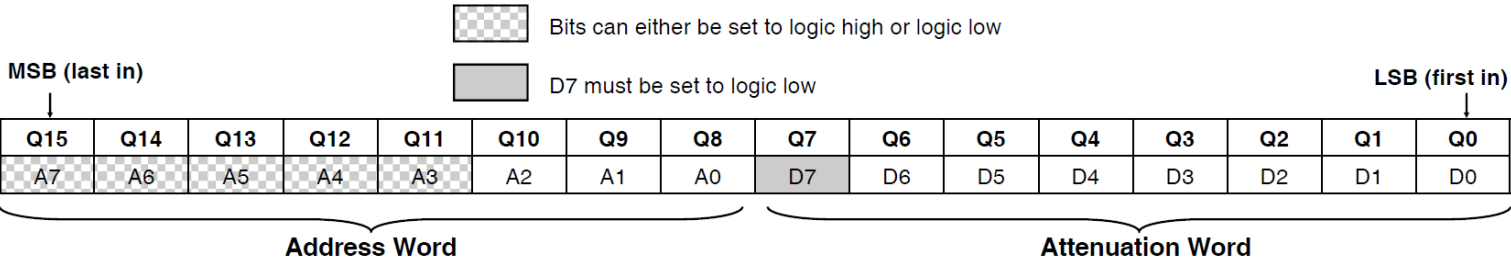 Bits can either be set to logic high or logic low
MSB (last in)
D7 must be set to logic low
LSB (first in)
Q15 Q14 Q13 Q12 Q11 Q10 Q9 Q8 Q7 Q6 Q5 Q4 Q3 Q2 Q1 Q0
A7 A6 A5 A4 A3 A2 A1 A0 D7 D6 D5 D4 D3 D2 D1 D0
Address Word Attenuation Word